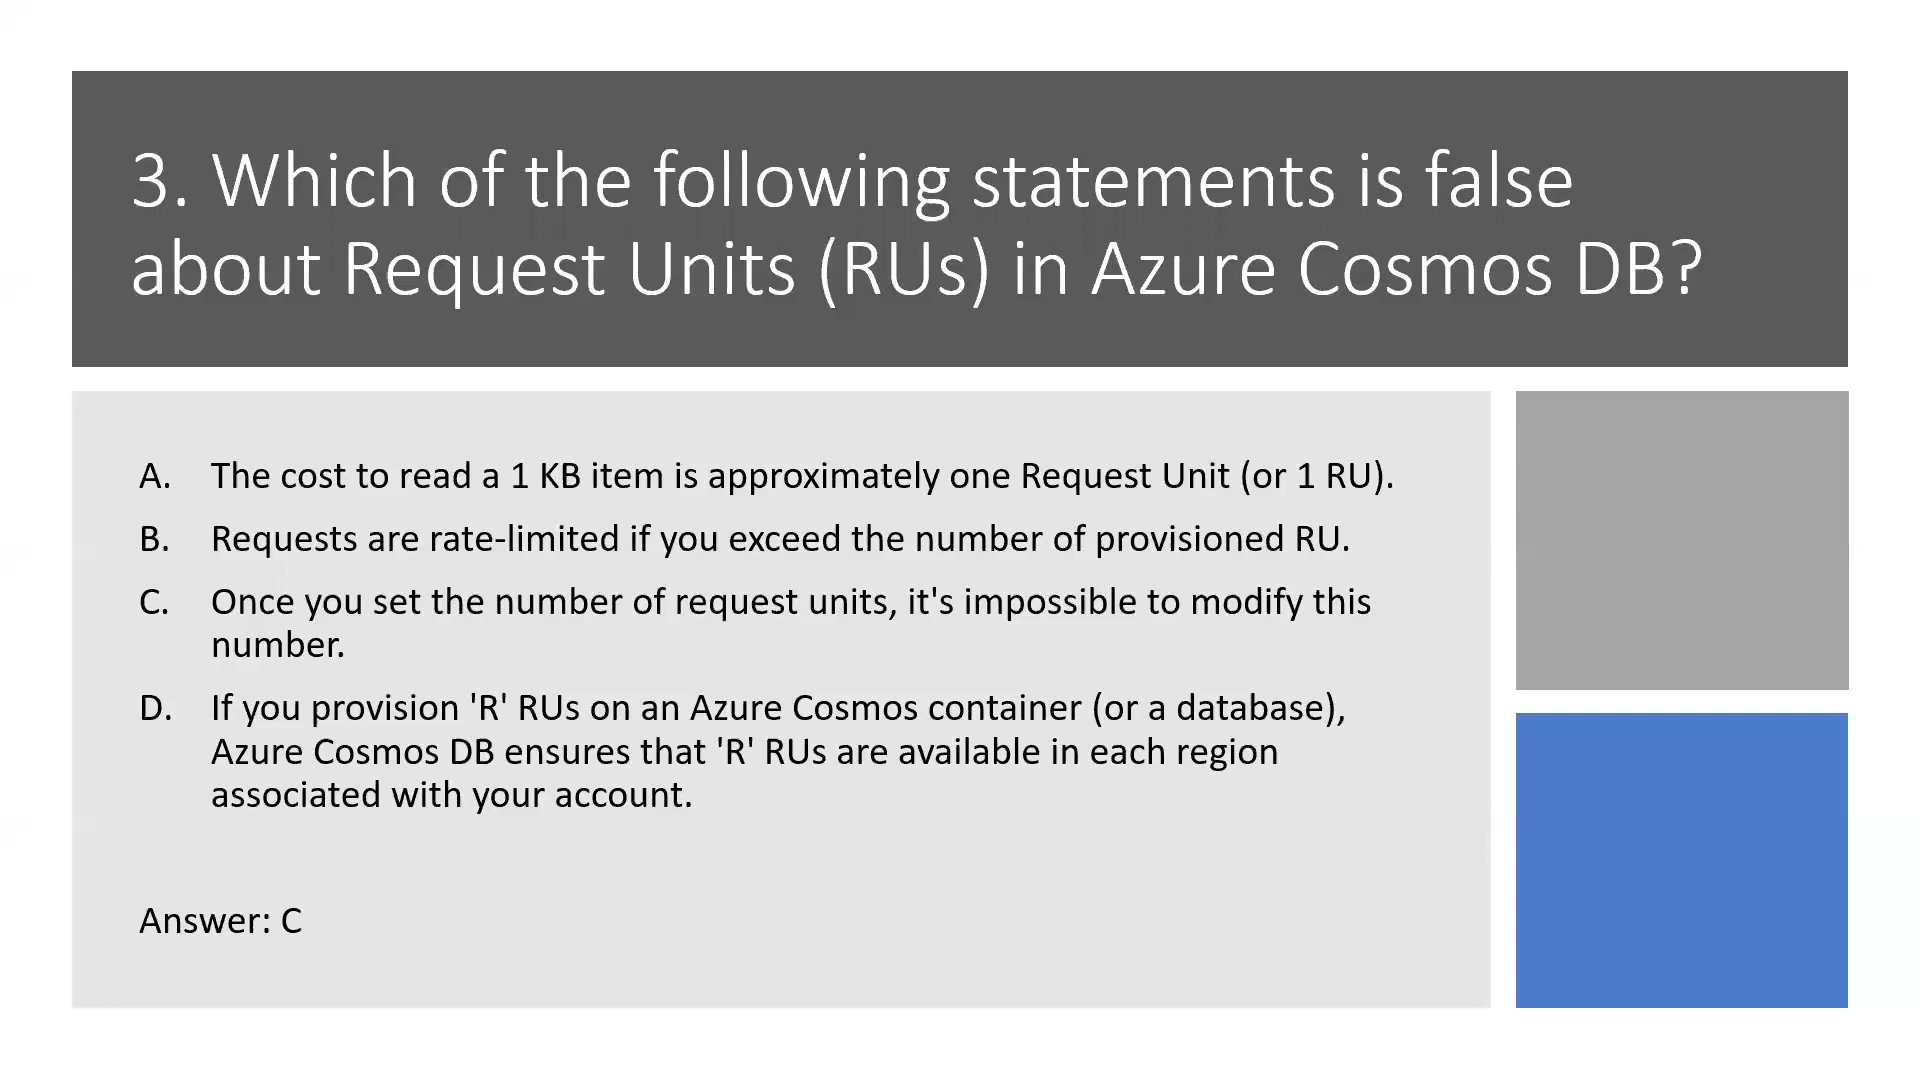 3. Which of the following statements is false
about Request Units (RUs) in Azure Cosmos DB?
A. The cost to read a 1 KB item is approximately one Request Unit (or 1 RU).
B. Requests are rate-limited if you exceed the number of provisioned RU.
C. Once you set the number of request units, it's impossible to modify this
number.
D. If you provision 'R' RUs on an Azure Cosmos container (or a database),
Azure Cosmos DB ensures that 'R' RUs are available in each region
associated with your account.
Answer: C